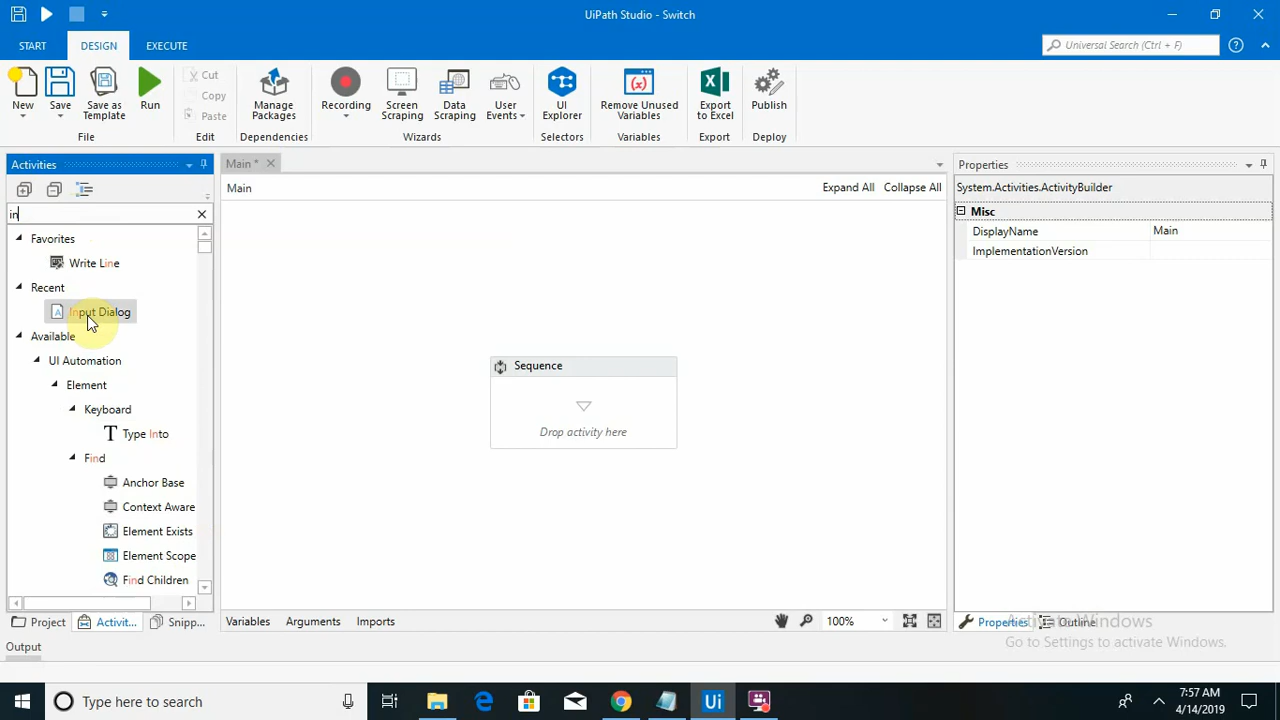 UiPath Studio - Switch
START DESIGN EXECUTE
Universal Search (Ctrl + F)
New Save Save as Template Run
Cut
Copy
Paste
Manage Packages
Recording
Screen Scraping
Data Scraping
User Events
UI Explorer
Remove Unused Variables
Export to Excel
Publish
File Edit Dependencies Wizards Selectors Variables Export Deploy
Activities
in
Favorites
Write Line
Recent
Input Dialog
Available
UI Automation
Element
Keyboard
Type Into
Find
Anchor Base
Context Aware
Element Exists
Element Scope
Find Children
Project Activit... Snipp...
Main *
Main
Expand All Collapse All
Sequence
Drop activity here
Variables Arguments Imports
100%
Properties
System.Activities.ActivityBuilder
Misc
DisplayName Main
ImplementationVersion
Properties Outline
Activate Windows
Go to Settings to activate Windows.
Output
Type here to search
Ui
7:57 AM
4/14/2019